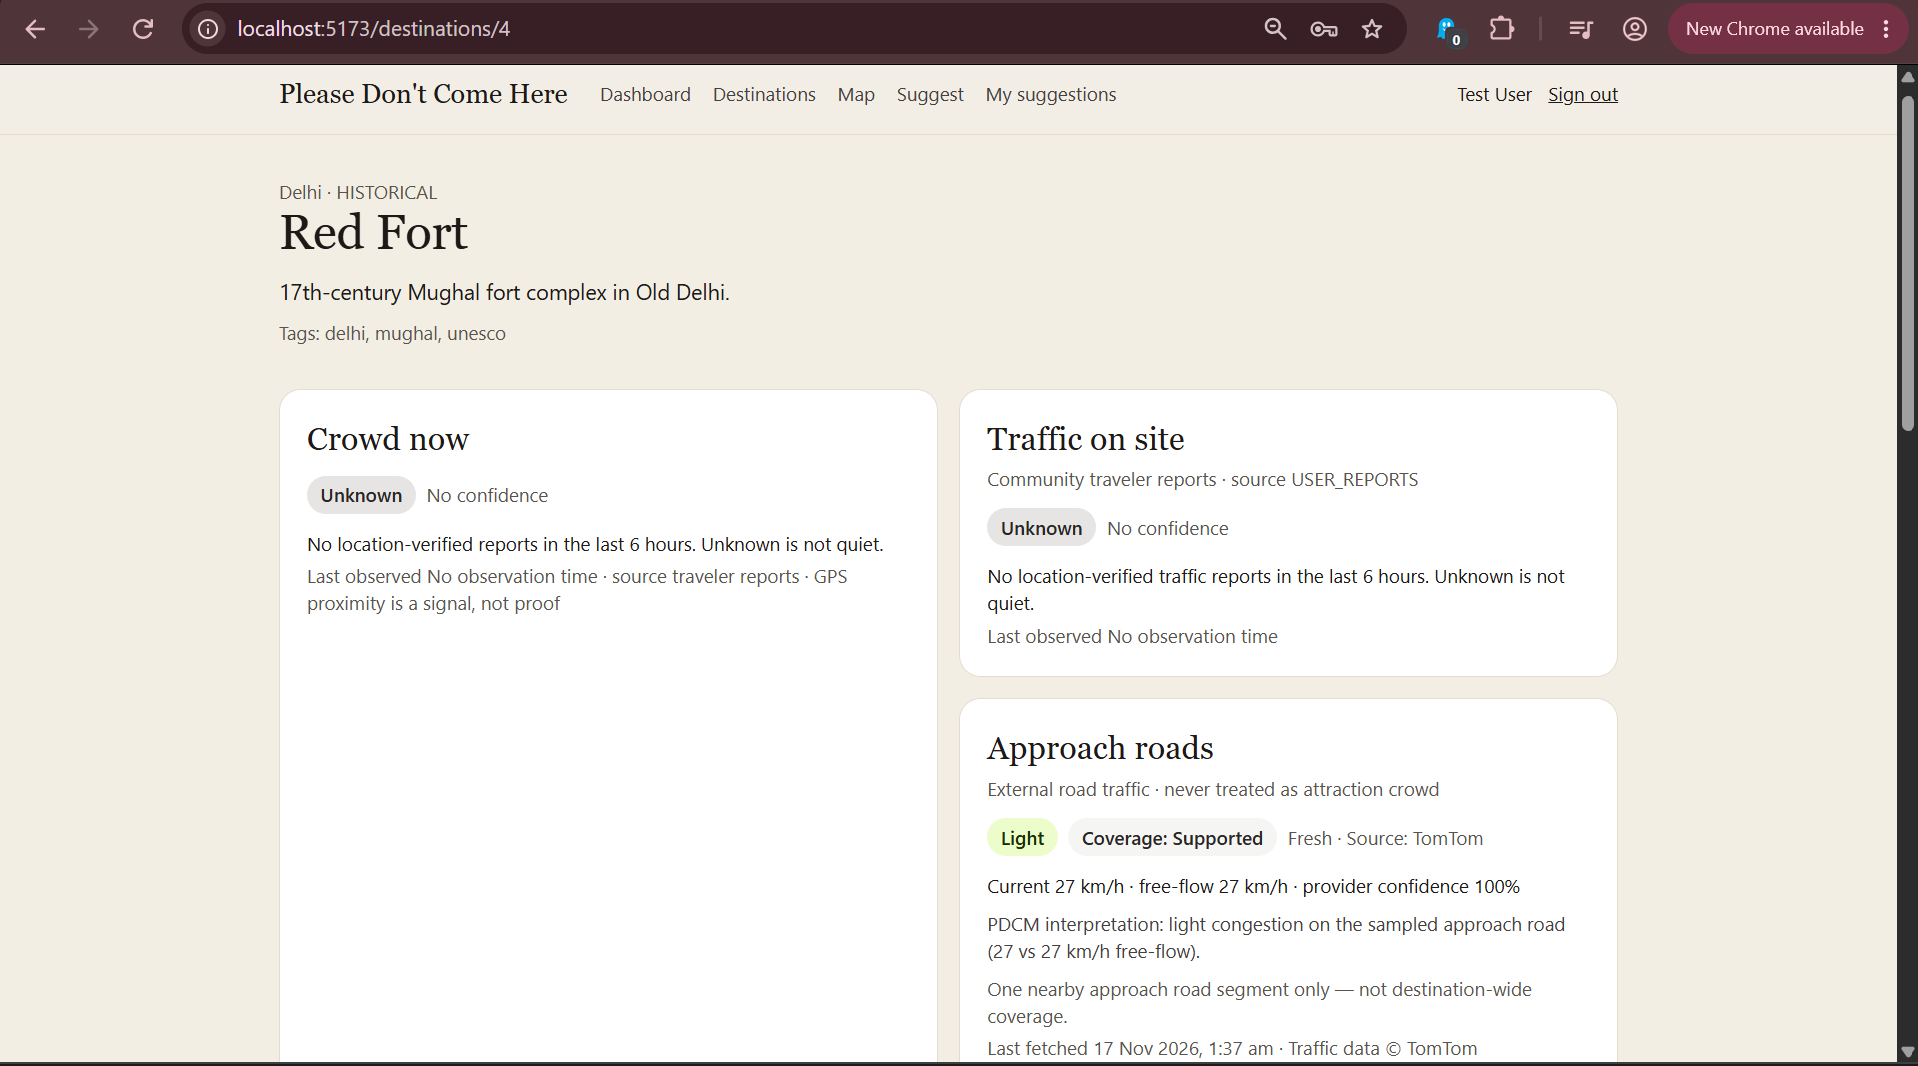 localhost:5173/destinations/4
0
New Chrome available
Please Don't Come Here
Dashboard
Destinations
Map
Suggest
My suggestions
Test User
Sign out
Delhi · HISTORICAL
Red Fort
17th-century Mughal fort complex in Old Delhi.
Tags: delhi, mughal, unesco
Crowd now
Unknown
No confidence
No location-verified reports in the last 6 hours. Unknown is not quiet.
Last observed No observation time · source traveler reports · GPS
proximity is a signal, not proof
Traffic on site
Community traveler reports · source USER_REPORTS
Unknown
No confidence
No location-verified traffic reports in the last 6 hours. Unknown is not
quiet.
Last observed No observation time
Approach roads
External road traffic · never treated as attraction crowd
Light
Coverage: Supported
Fresh · Source: TomTom
Current 27 km/h · free-flow 27 km/h · provider confidence 100%
PDCM interpretation: light congestion on the sampled approach road
(27 vs 27 km/h free-flow).
One nearby approach road segment only — not destination-wide
coverage.
Last fetched 17 Nov 2026, 1:37 am · Traffic data © TomTom